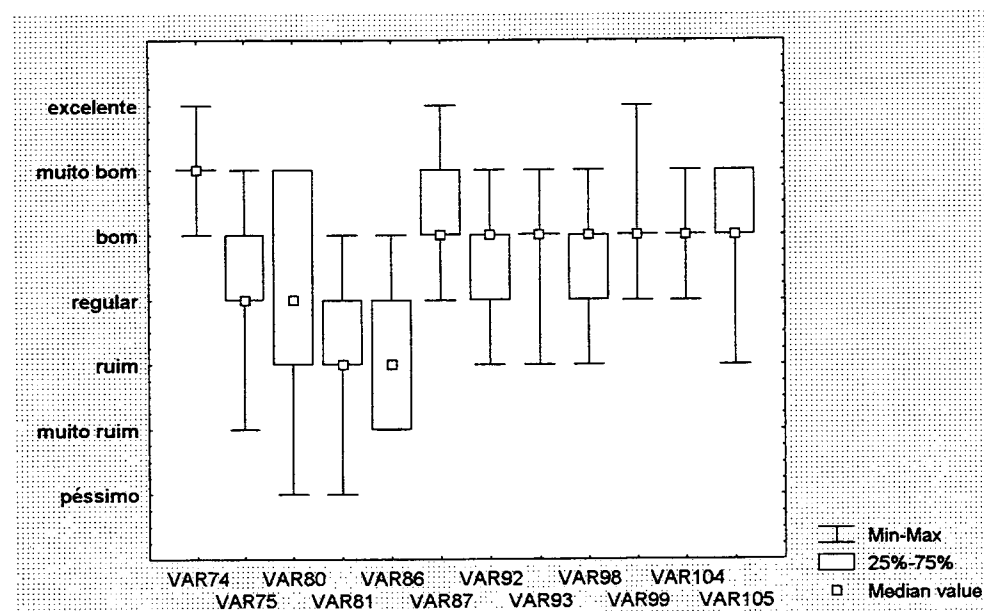 excelente
muito bom
bom
regular
ruim
muito ruim
péssimo
VAR74 VAR80 VAR86 VAR92 VAR98 VAR104
VAR75 VAR81 VAR87 VAR93 VAR99 VAR105
Min-Max
25%-75%
Median value